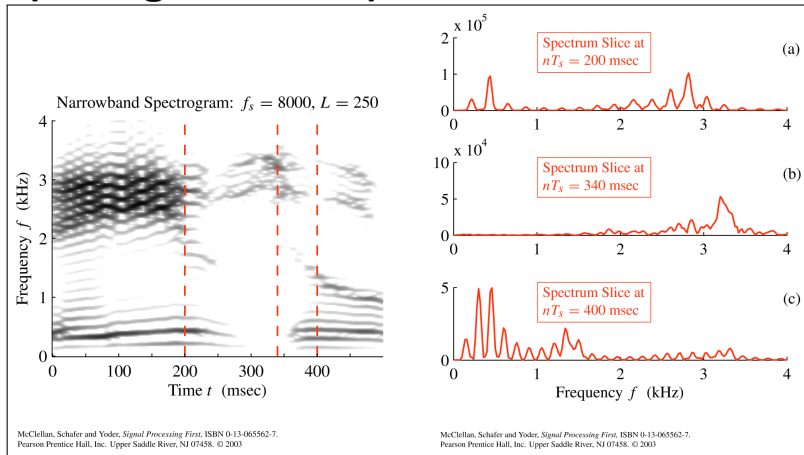 Narrowband Spectrogram: fs = 8000, L = 250
Frequency f (kHz)
4
3
2
1
0
0 50 100 150 200 250 300 350 400
Time t (msec)
x 10^5
2
1
0
Spectrum Slice at
nTs = 200 msec
(a)
0 1 2 3 4
x 10^4
10
5
0
Spectrum Slice at
nTs = 340 msec
(b)
0 1 2 3 4
5
0
Spectrum Slice at
nTs = 400 msec
(c)
0 1 2 3 4
Frequency f (kHz)
McClellan, Schafer and Yoder, Signal Processing First, ISBN 0-13-065562-7.
Pearson Prentice Hall, Inc. Upper Saddle River, NJ 07458. © 2003
McClellan, Schafer and Yoder, Signal Processing First, ISBN 0-13-065562-7.
Pearson Prentice Hall, Inc. Upper Saddle River, NJ 07458. © 2003